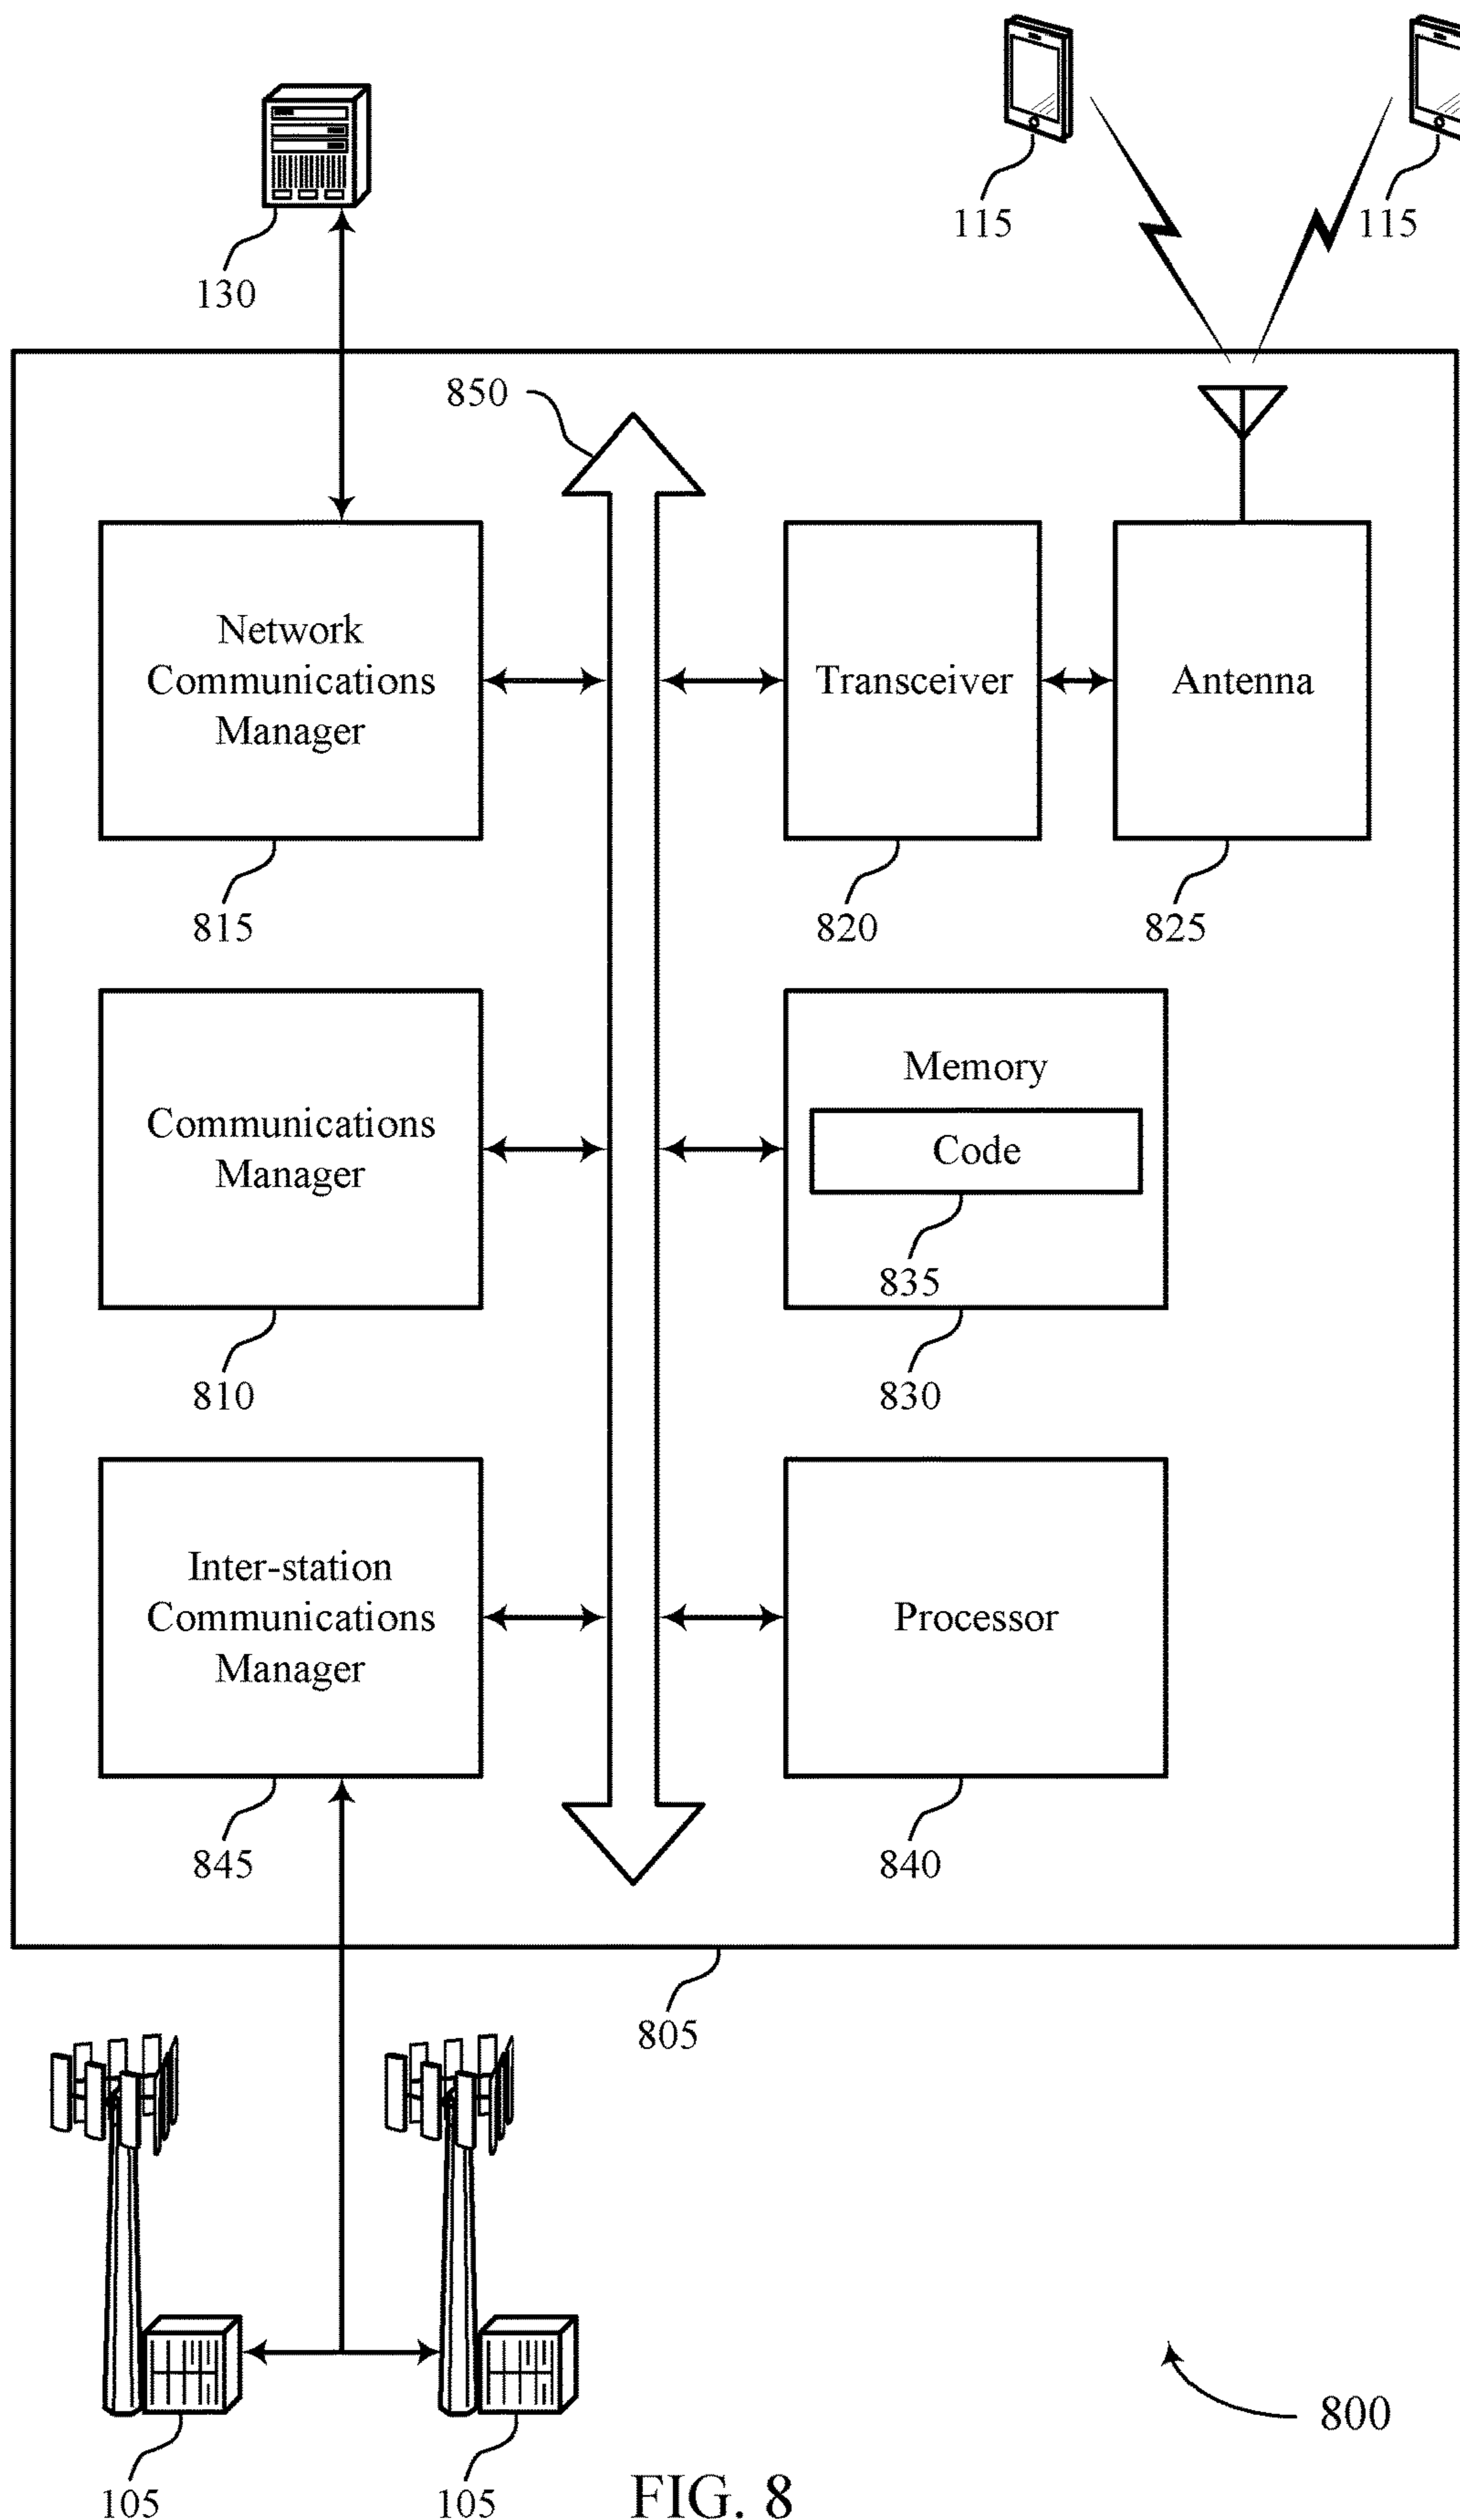 115
115
130
850
Network
Communications
Manager
Transceiver
Antenna
815
820
825
Communications
Manager
Memory
Code
835
810
830
Inter-station
Communications
Manager
Processor
845
840
805
800
105
105
FIG. 8